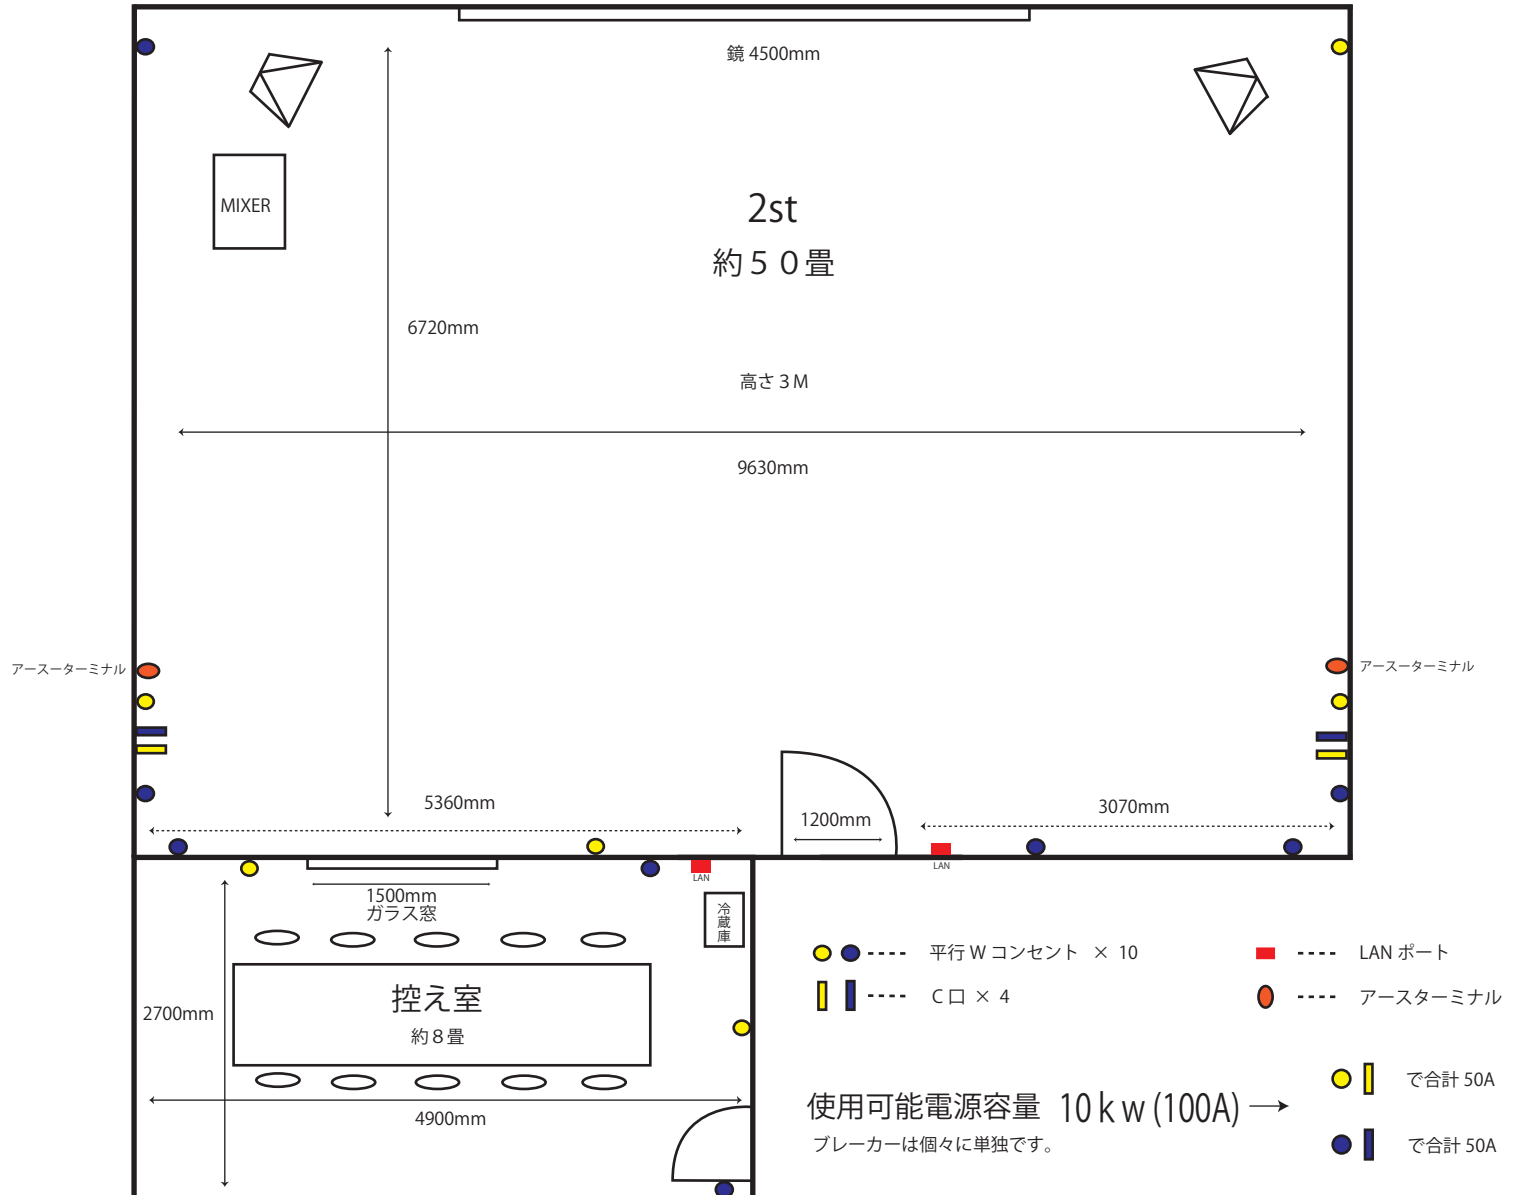 鏡 4500mm
MIXER
2st
約５０畳
6720mm
高さ３M
9630mm
アースーターミナル
アースーターミナル
5360mm
1200mm
3070mm
LAN
LAN
1500mm
ガラス窓
冷蔵庫
控え室
約８畳
2700mm
4900mm
平行 W コンセント × 10
C 口 × 4
LAN ポート
アースターミナル
使用可能電源容量 10ｋｗ(100A)
ブレーカーは個々に単独です。
で合計 50A
で合計 50A